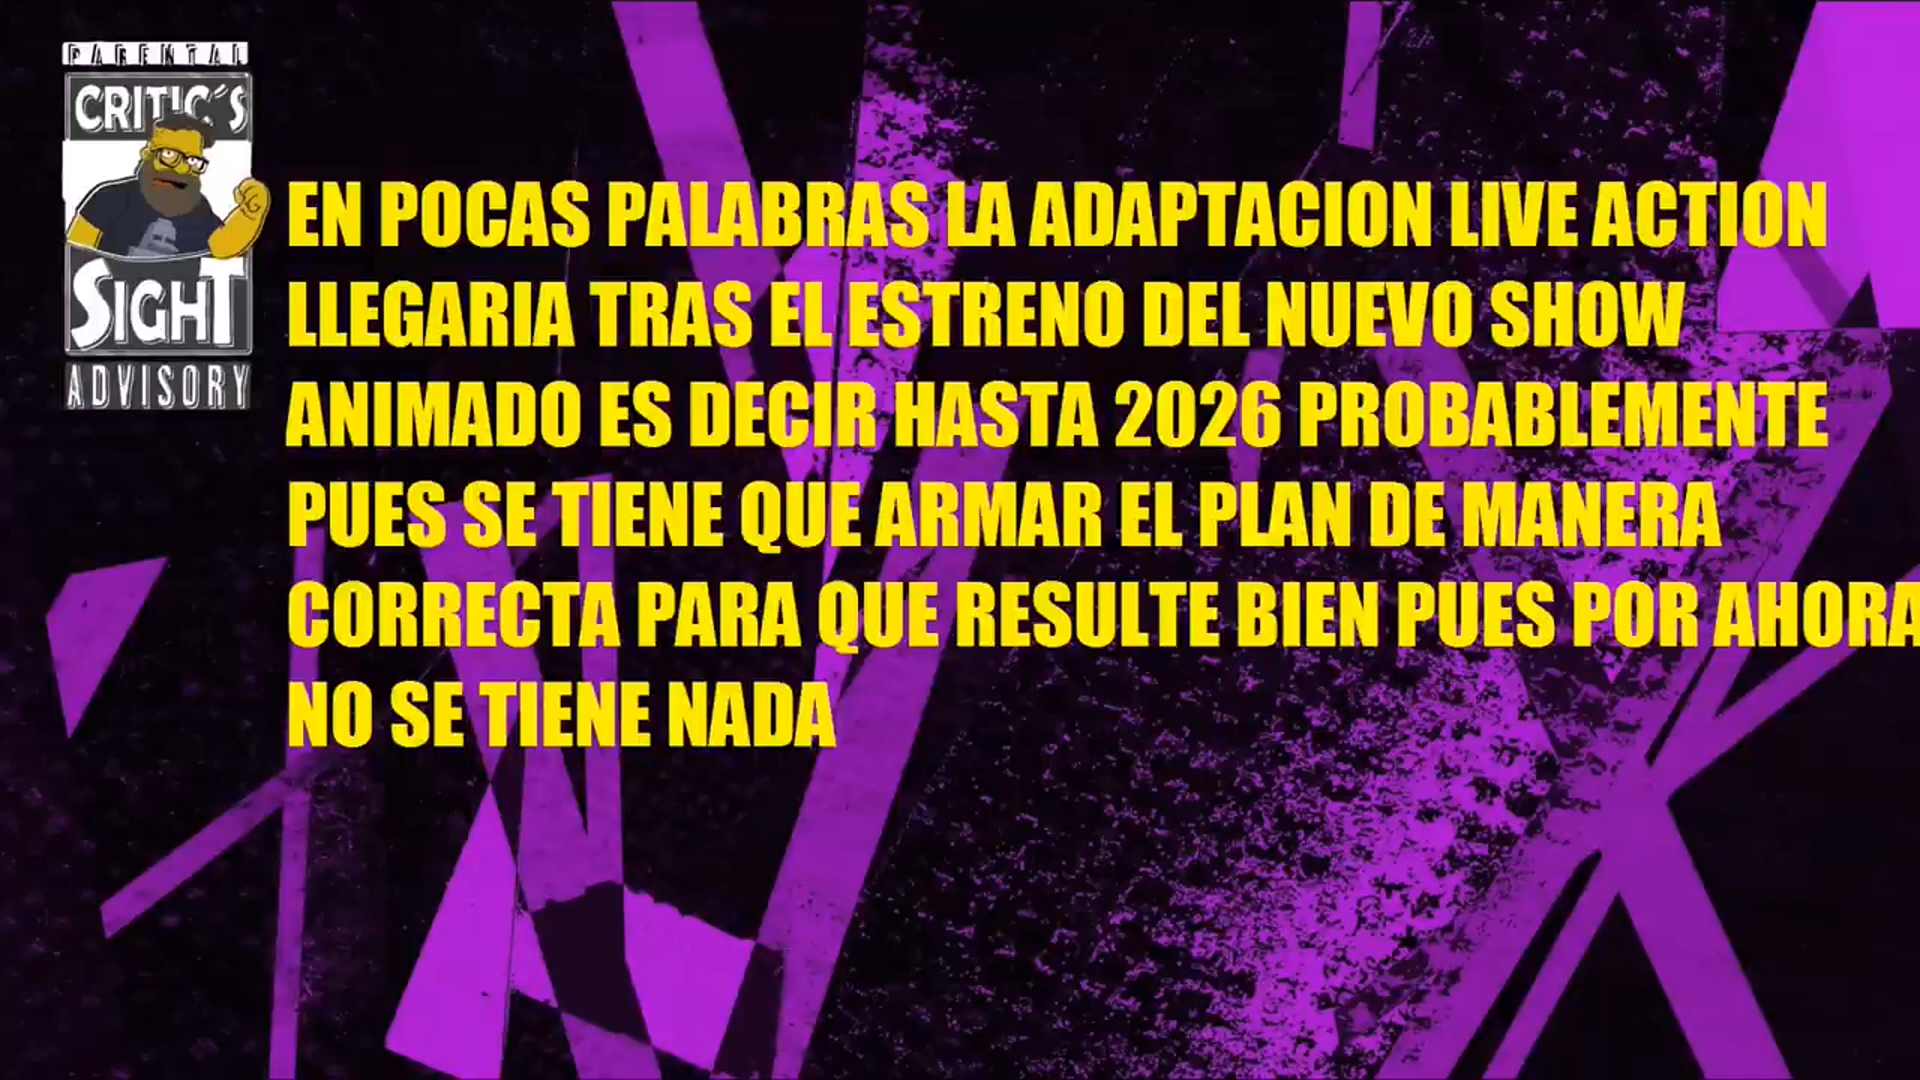 PARENTAL
CRITIC´S
SIGHT
ADVISORY
EN POCAS PALABRAS LA ADAPTACION LIVE ACTION
LLEGARIA TRAS EL ESTRENO DEL NUEVO SHOW
ANIMADO ES DECIR HASTA 2026 PROBABLEMENTE
PUES SE TIENE QUE ARMAR EL PLAN DE MANERA
CORRECTA PARA QUE RESULTE BIEN PUES POR AHORA
NO SE TIENE NADA